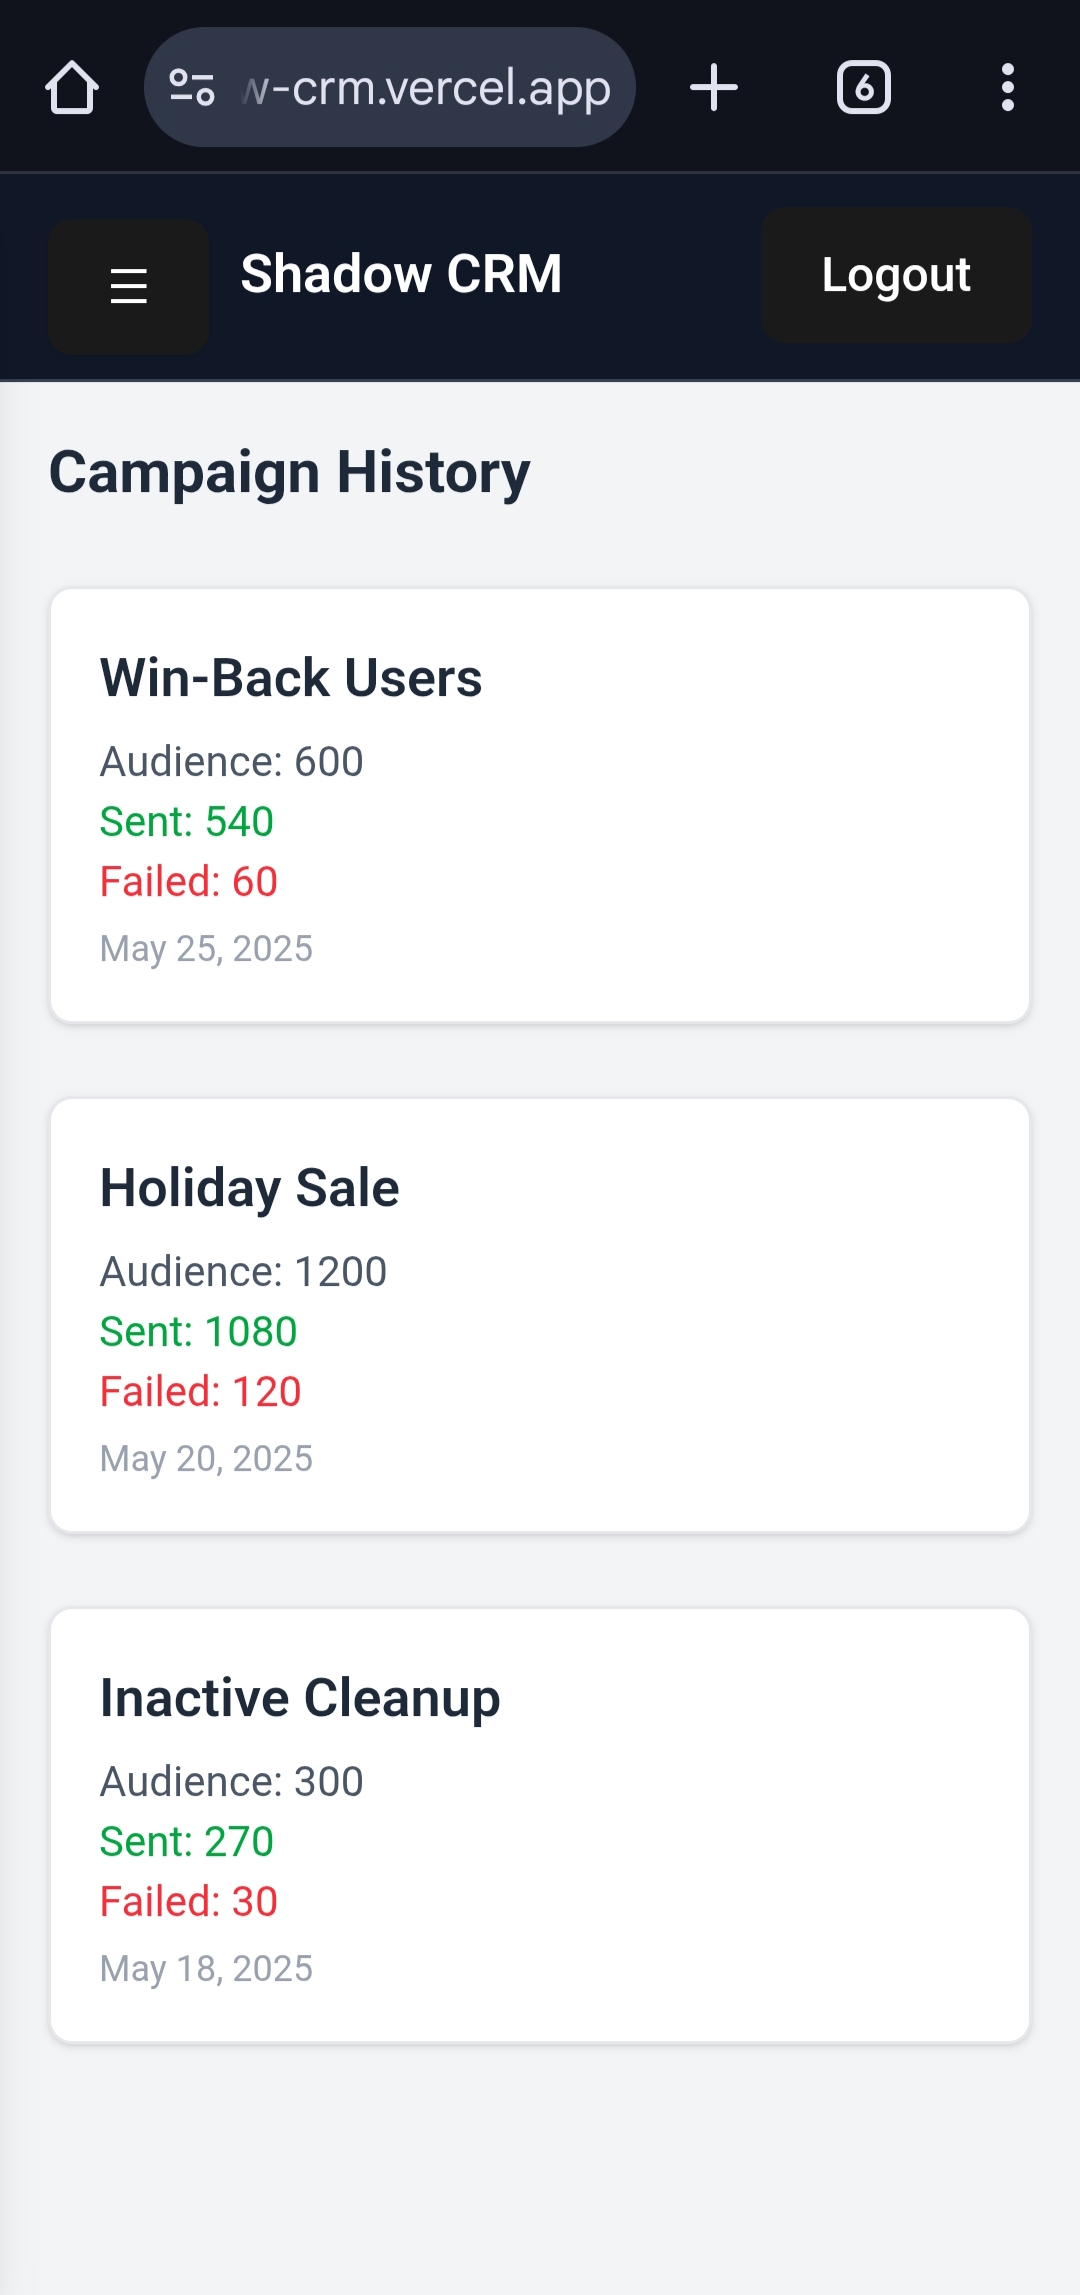 w-crm.vercel.app
6
Shadow CRM
Logout
Campaign History
Win-Back Users
Audience: 600
Sent: 540
Failed: 60
May 25, 2025
Holiday Sale
Audience: 1200
Sent: 1080
Failed: 120
May 20, 2025
Inactive Cleanup
Audience: 300
Sent: 270
Failed: 30
May 18, 2025